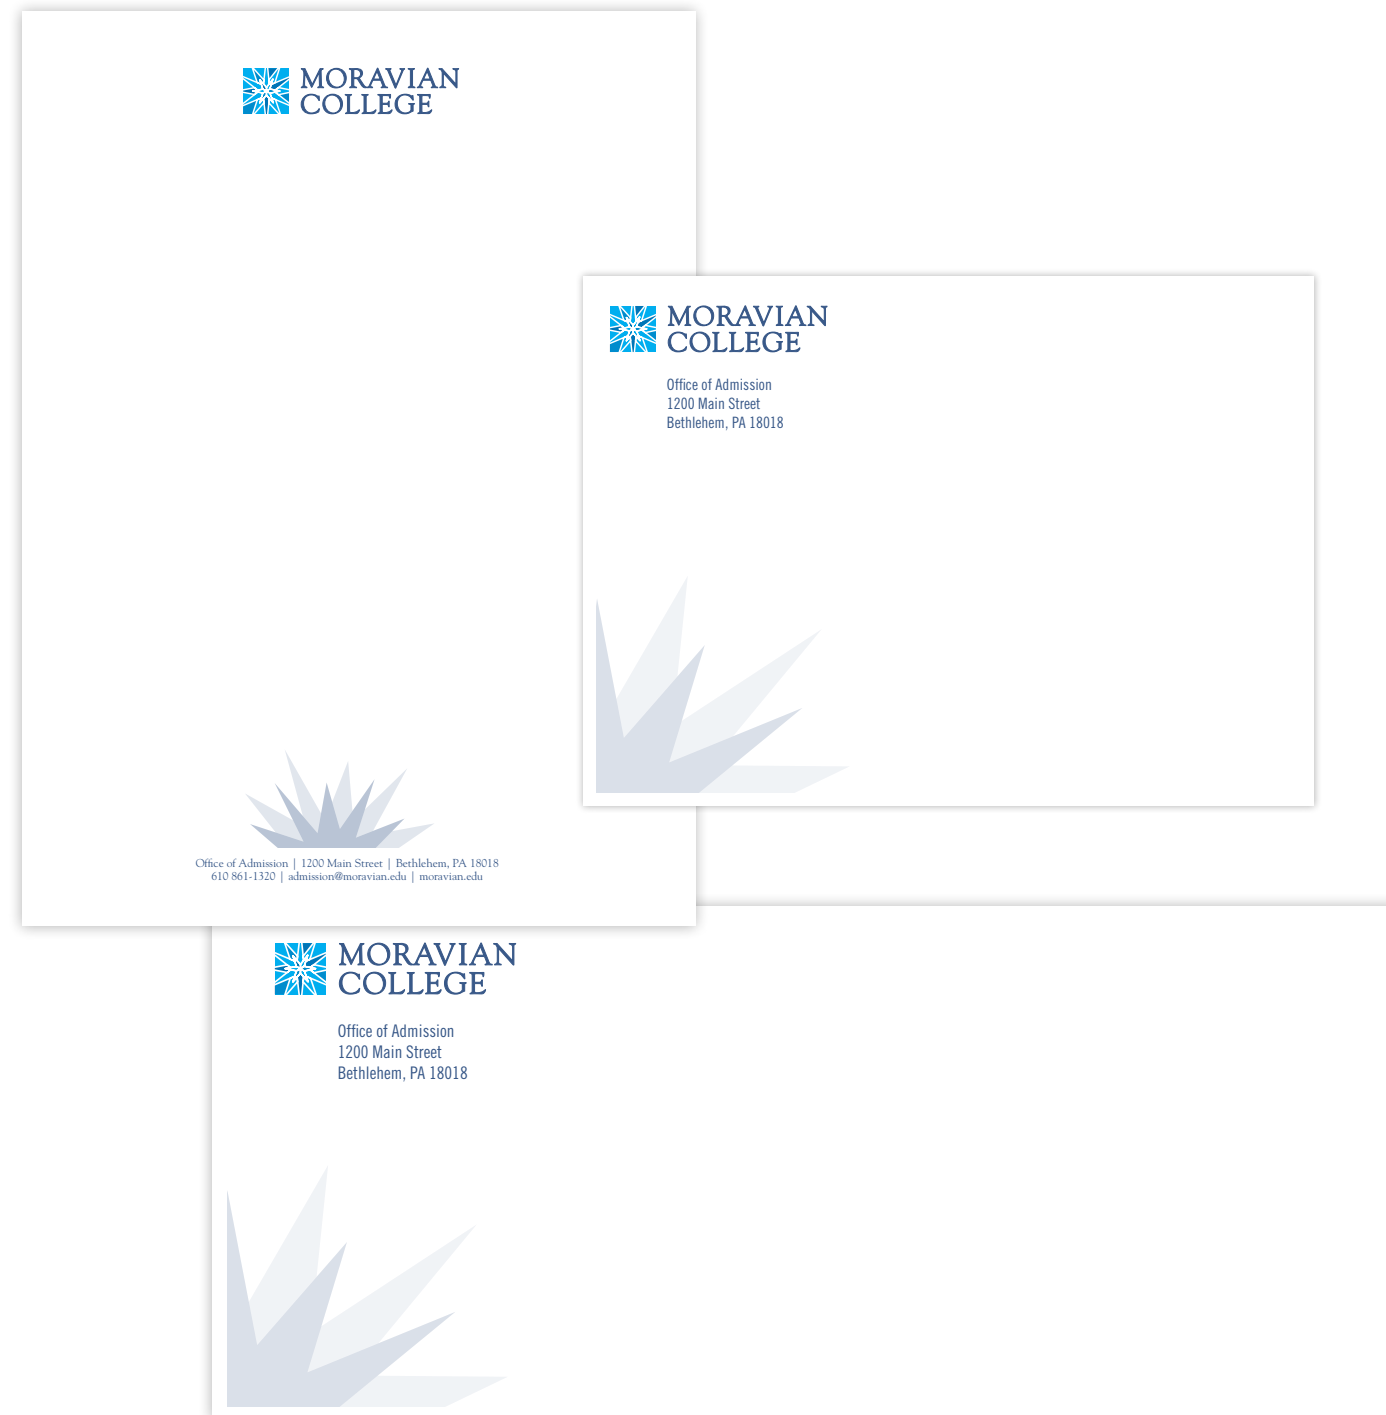 MORAVIAN
COLLEGE
Office of Admission | 1200 Main Street | Bethlehem, PA 18018
610 861-1320 | admission@moravian.edu | moravian.edu
MORAVIAN
COLLEGE
Office of Admission
1200 Main Street
Bethlehem, PA 18018
MORAVIAN
COLLEGE
Office of Admission
1200 Main Street
Bethlehem, PA 18018